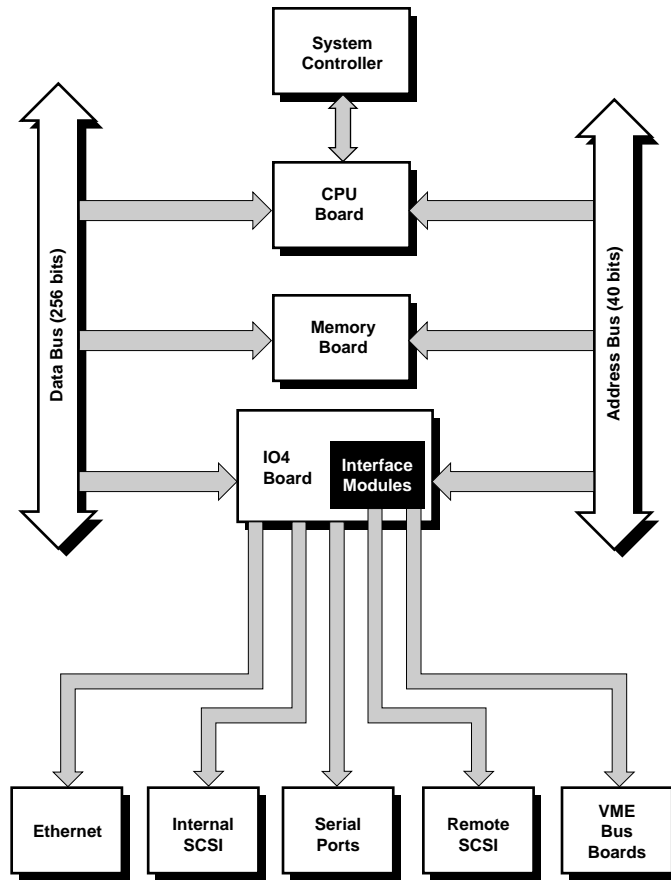 System
Controller
CPU
Board
Data Bus (256 bits)
Address Bus (40 bits)
Memory
Board
IO4
Board
Interface
Modules
Ethernet
Internal
SCSI
Serial
Ports
Remote
SCSI
VME
Bus
Boards